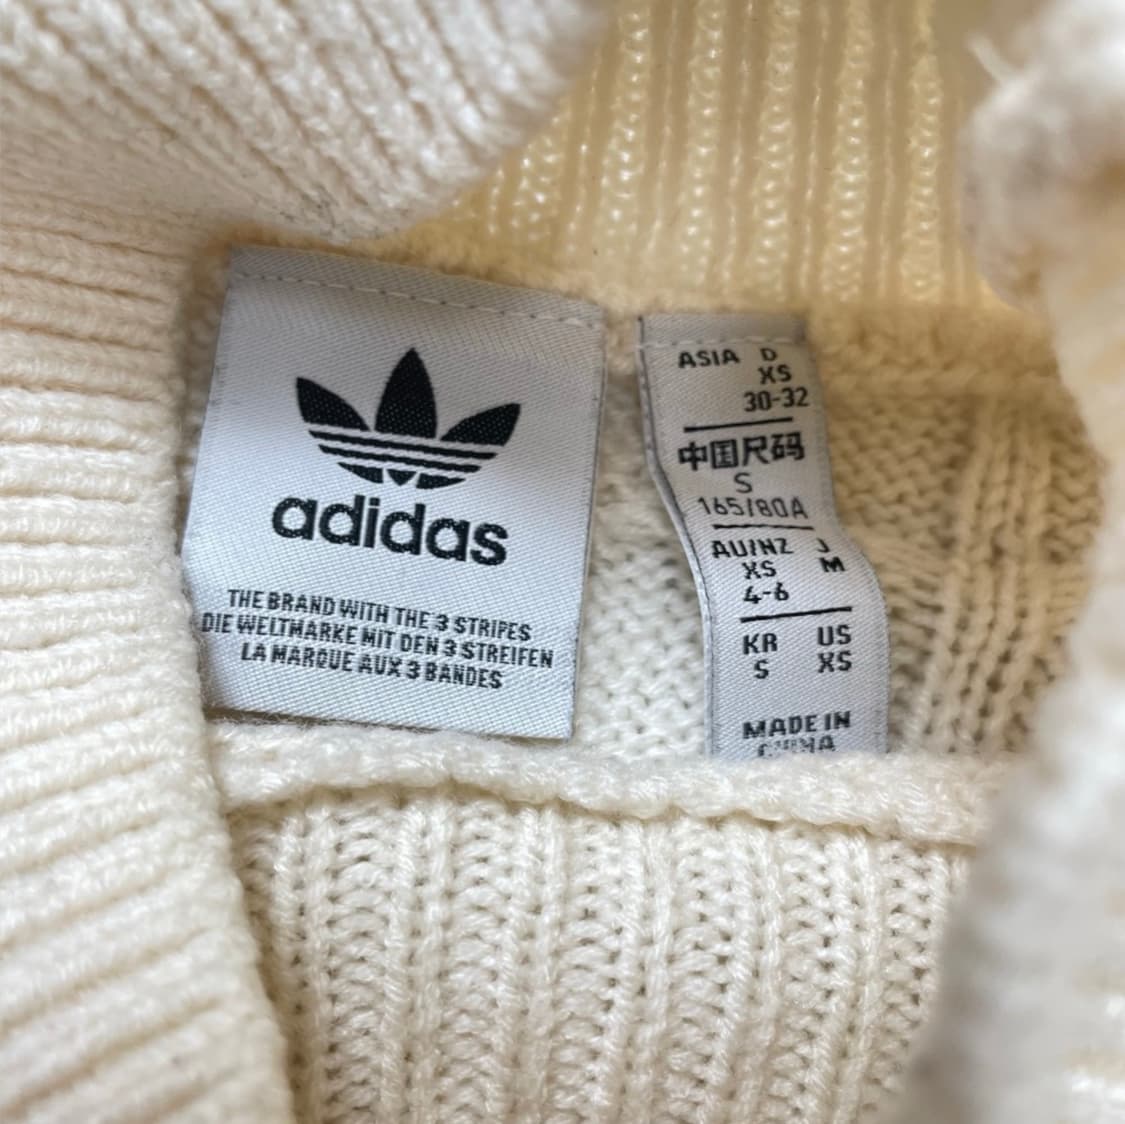 adidas
THE BRAND WITH THE 3 STRIPES
DIE WELTMARKE MIT DEN 3 STREIFEN
LA MARQUE AUX 3 BANDES
ASIA D
XS
30-32
中国尺码
S
165/80A
AU/NZ J
XS M
4-6
KR US
S XS
MADE IN
CHINA